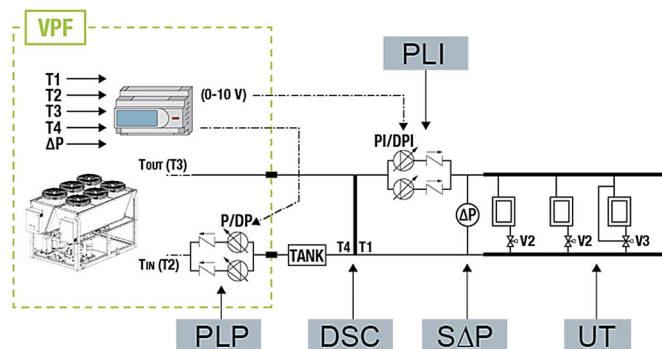 VPF
PLI
T1
T2
T3
T4
ΔP
(0-10 V)
PI/DPI
TOUT (T3)
P/DP
ΔP
V2
V2
V3
TIN (T2)
TANK
T4
T1
PLP
DSC
SΔP
UT